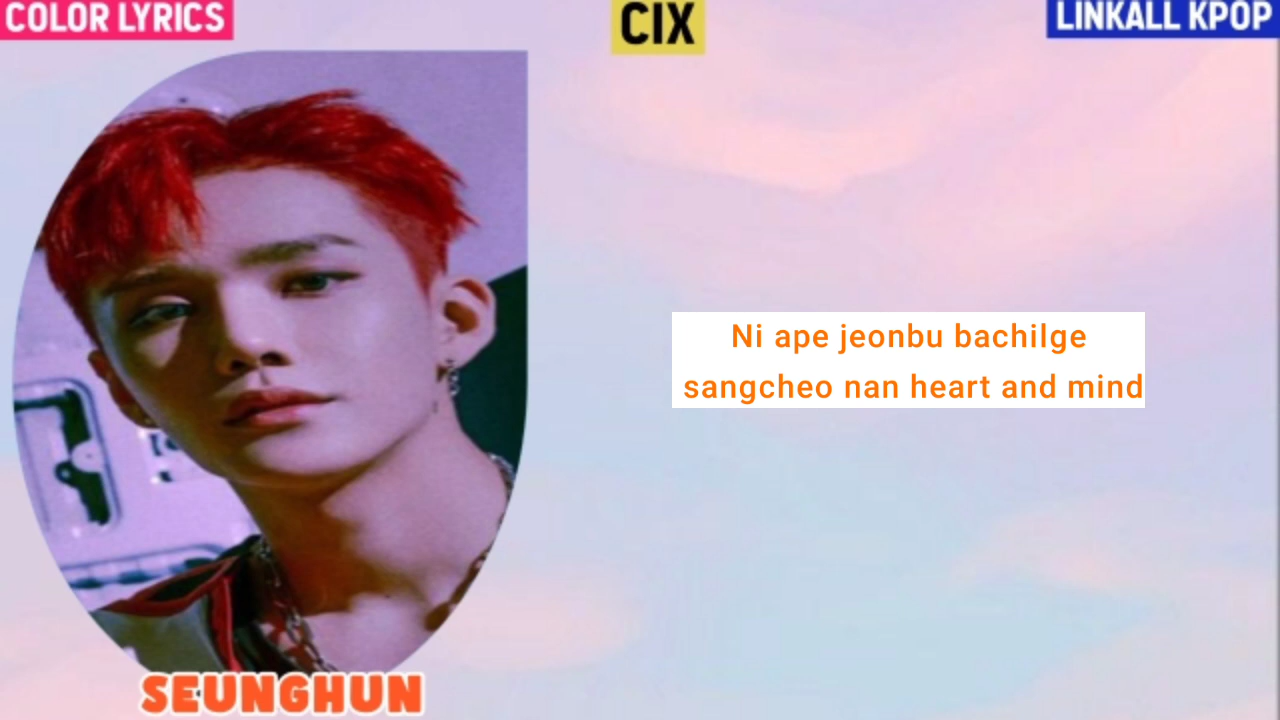 COLOR LYRICS
CIX
LINKALL KPOP
Ni ape jeonbu bachilge
sangcheo nan heart and mind
SEUNGHUN